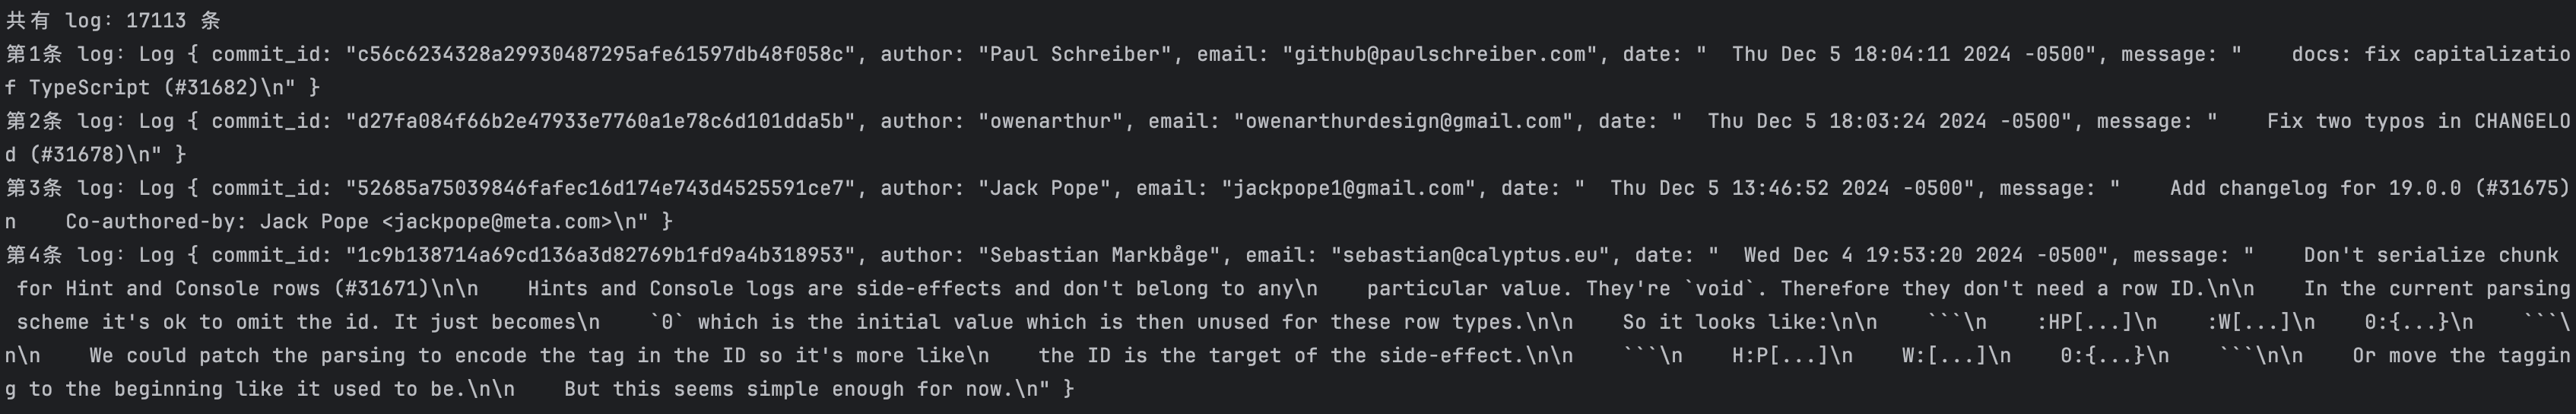 共有 log: 17113 条
第1条 log: Log { commit_id: "c56c6234328a29930487295afe61597db48f058c", author: "Paul Schreiber", email: "github@paulschreiber.com", date: "  Thu Dec 5 18:04:11 2024 -0500", message: "    docs: fix capitalizatio
f TypeScript (#31682)\n" }
第2条 log: Log { commit_id: "d27fa084f66b2e47933e7760a1e78c6d101dda5b", author: "owenarthur", email: "owenarthurdesign@gmail.com", date: "  Thu Dec 5 18:03:24 2024 -0500", message: "    Fix two typos in CHANGELO
d (#31678)\n" }
第3条 log: Log { commit_id: "52685a75039846fafec16d174e743d4525591ce7", author: "Jack Pope", email: "jackpope1@gmail.com", date: "  Thu Dec 5 13:46:52 2024 -0500", message: "    Add changelog for 19.0.0 (#31675)
n    Co-authored-by: Jack Pope <jackpope@meta.com>\n" }
第4条 log: Log { commit_id: "1c9b138714a69cd136a3d82769b1fd9a4b318953", author: "Sebastian Markbåge", email: "sebastian@calyptus.eu", date: "  Wed Dec 4 19:53:20 2024 -0500", message: "    Don't serialize chunk
 for Hint and Console rows (#31671)\n\n    Hints and Console logs are side-effects and don't belong to any\n    particular value. They're `void`. Therefore they don't need a row ID.\n\n    In the current parsing
 scheme it's ok to omit the id. It just becomes\n    `0` which is the initial value which is then unused for these row types.\n\n    So it looks like:\n\n    ```\n    :HP[...]\n    :W[...]\n    0:{...}\n    ```\
n\n    We could patch the parsing to encode the tag in the ID so it's more like\n    the ID is the target of the side-effect.\n\n    ```\n    H:P[...]\n    W:[...]\n    0:{...}\n    ```\n\n    Or move the taggin
g to the beginning like it used to be.\n\n    But this seems simple enough for now.\n" }